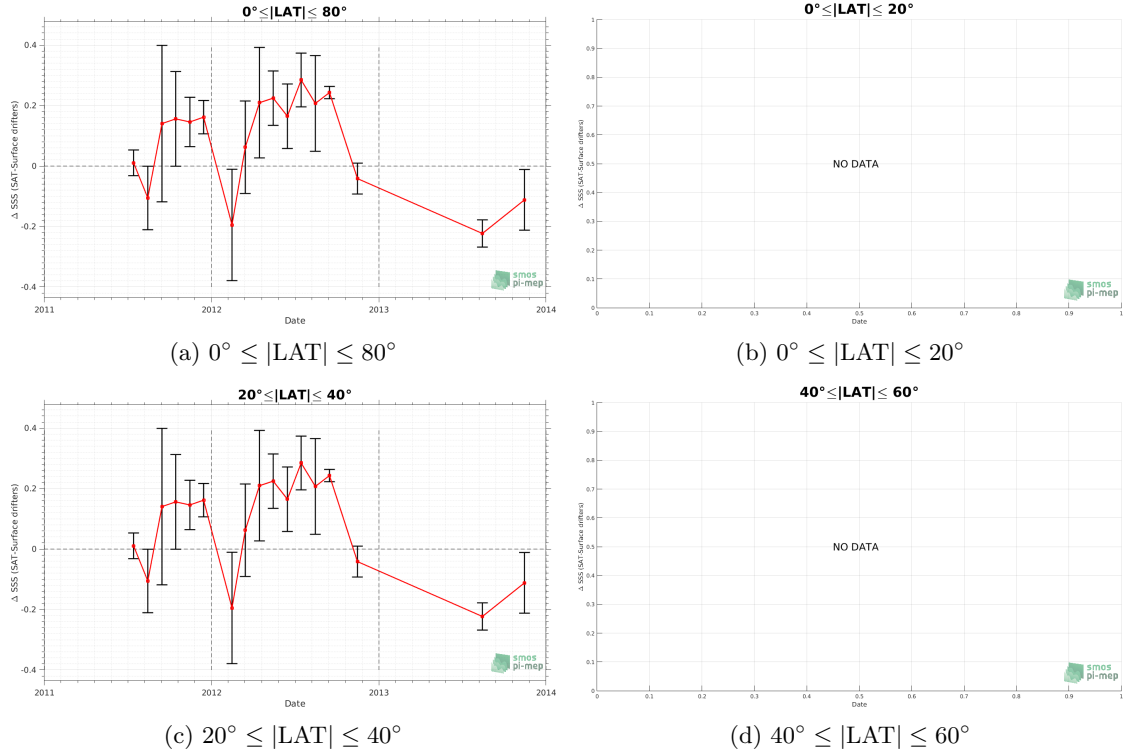 0°≤|LAT|≤ 80°
Δ SSS (SAT-Surface drifters)
0.4
0.2
0
-0.2
-0.4
2011 2012 2013 2014
Date
smos
pi-mep
(a) 0° ≤ |LAT| ≤ 80°
0°≤|LAT|≤ 20°
Δ SSS (SAT-Surface drifters)
1
0.9
0.8
0.7
0.6
0.5
0.4
0.3
0.2
0.1
0
NO DATA
0 0.1 0.2 0.3 0.4 0.5 0.6 0.7 0.8 0.9 1
Date
smos
pi-mep
(b) 0° ≤ |LAT| ≤ 20°
20°≤|LAT|≤ 40°
Δ SSS (SAT-Surface drifters)
0.4
0.2
0
-0.2
-0.4
2011 2012 2013 2014
Date
smos
pi-mep
(c) 20° ≤ |LAT| ≤ 40°
40°≤|LAT|≤ 60°
Δ SSS (SAT-Surface drifters)
1
0.9
0.8
0.7
0.6
0.5
0.4
0.3
0.2
0.1
0
NO DATA
0 0.1 0.2 0.3 0.4 0.5 0.6 0.7 0.8 0.9 1
Date
smos
pi-mep
(d) 40° ≤ |LAT| ≤ 60°